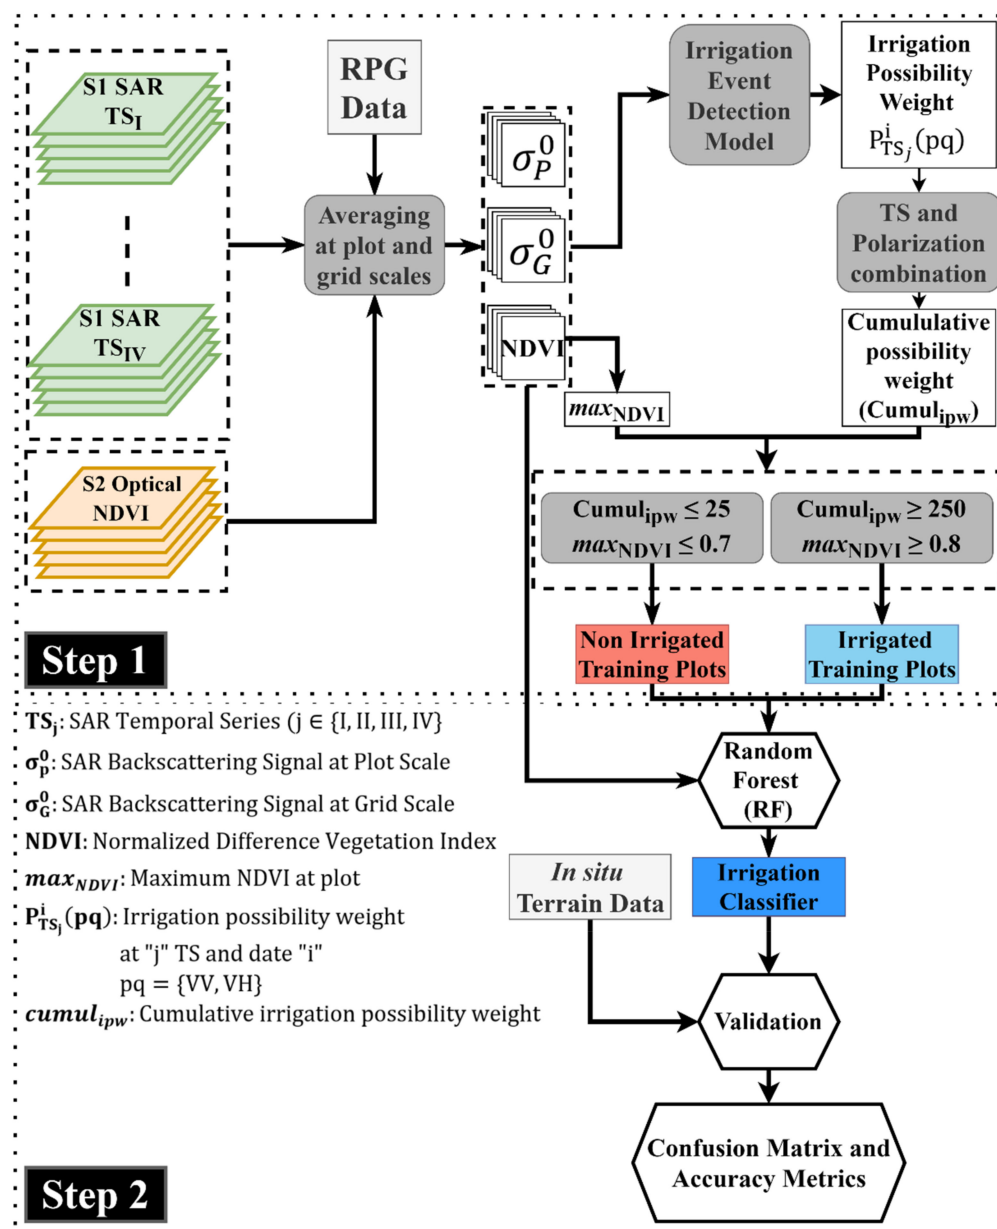 S1 SAR
TS_I
S1 SAR
TS_IV
S2 Optical
NDVI
RPG
Data
Averaging
at plot and
grid scales
σ_P^0
σ_G^0
NDVI
Irrigation
Event
Detection
Model
Irrigation
Possibility
Weight
P_{TS_j}^i(pq)
TS and
Polarization
combination
Cumululative
possibility
weight
(Cumul_ipw)
max_NDVI
Cumul_ipw ≤ 25
max_NDVI ≤ 0.7
Cumul_ipw ≥ 250
max_NDVI ≥ 0.8
Non Irrigated
Training Plots
Irrigated
Training Plots
Step 1
TS_j: SAR Temporal Series (j ∈ {I, II, III, IV}
σ_p^0: SAR Backscattering Signal at Plot Scale
σ_G^0: SAR Backscattering Signal at Grid Scale
NDVI: Normalized Difference Vegetation Index
max_NDVI: Maximum NDVI at plot
P_{TS_j}^i(pq): Irrigation possibility weight
at "j" TS and date "i"
pq = {VV, VH}
cumul_ipw: Cumulative irrigation possibility weight
Random
Forest
(RF)
In situ
Terrain Data
Irrigation
Classifier
Validation
Confusion Matrix and
Accuracy Metrics
Step 2